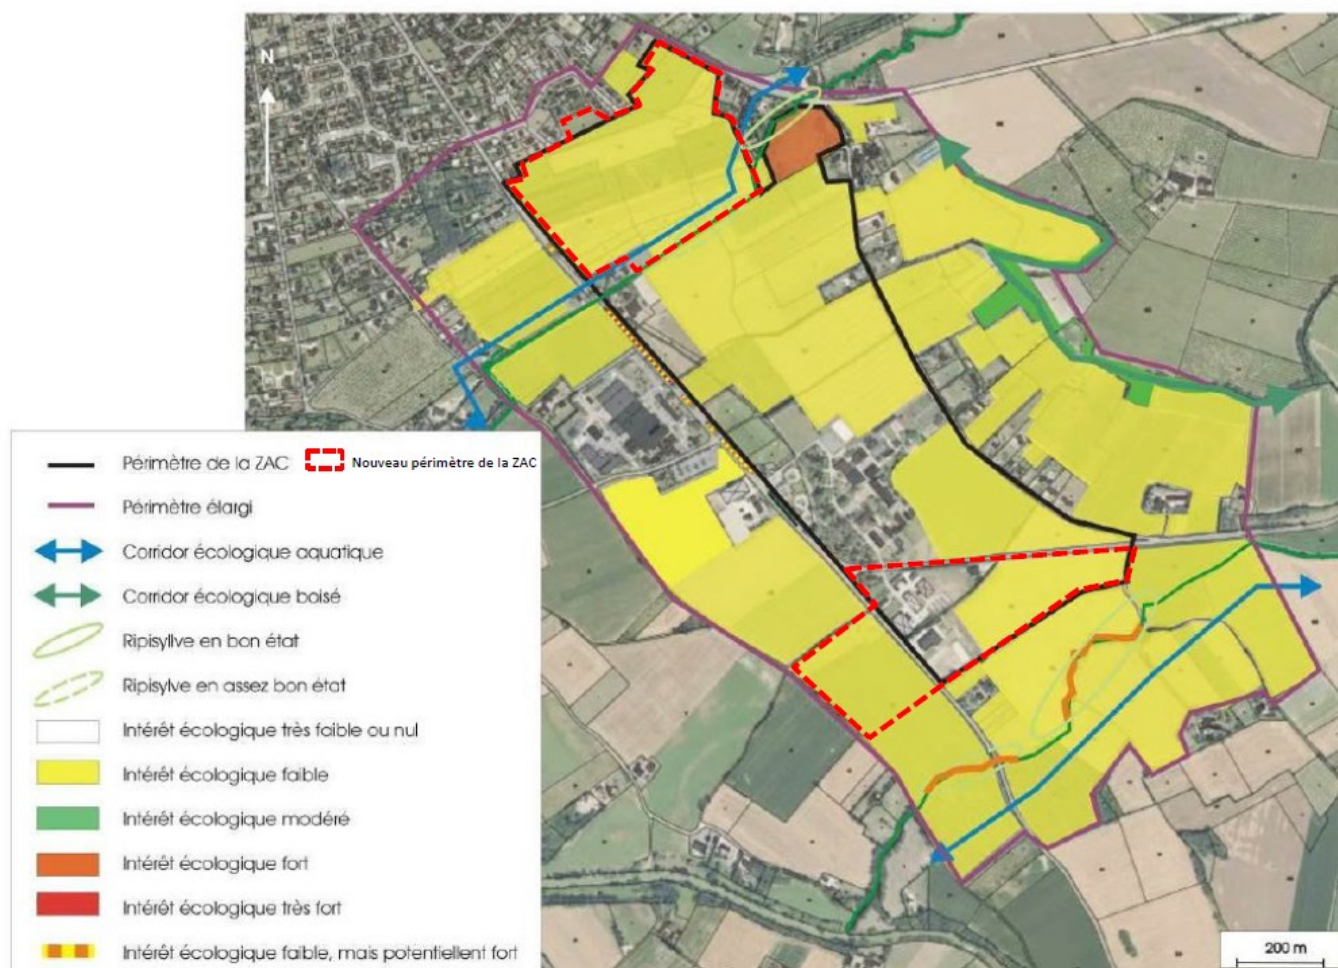 N
Périmètre de la ZAC
Nouveau périmètre de la ZAC
Périmètre élargi
Corridor écologique aquatique
Corridor écologique boisé
Ripisyllve en bon état
Ripisylve en assez bon état
Intérêt écologique très faible ou nul
Intérêt écologique faible
Intérêt écologique modéré
Intérêt écologique fort
Intérêt écologique très fort
Intérêt écologique faible, mais potentiellent fort
200 m